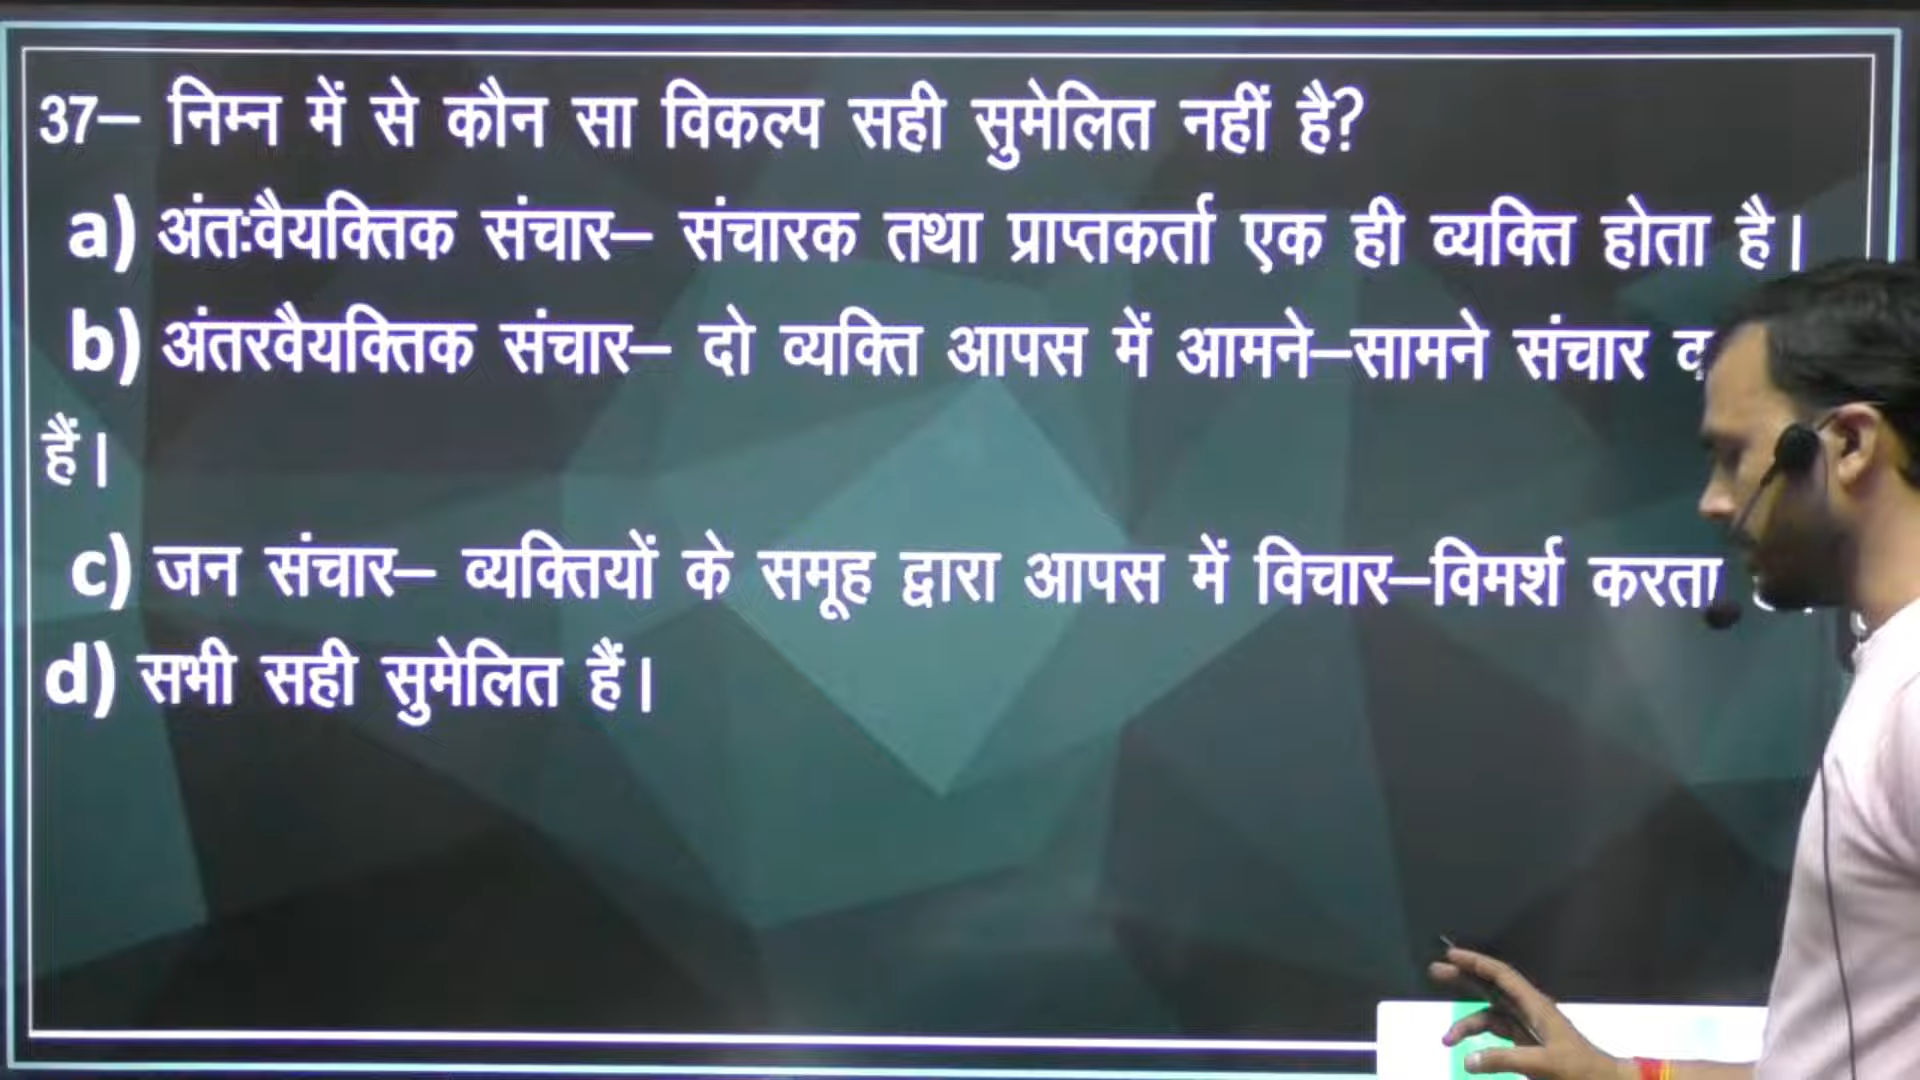 37– निम्न में से कौन सा विकल्प सही सुमेलित नहीं है?
a) अंतःवैयक्तिक संचार– संचारक तथा प्राप्तकर्ता एक ही व्यक्ति होता है।
b) अंतरवैयक्तिक संचार– दो व्यक्ति आपस में आमने–सामने संचार
हैं।
c) जन संचार– व्यक्तियों के समूह द्वारा आपस में विचार–विमर्श करता
d) सभी सही सुमेलित हैं।